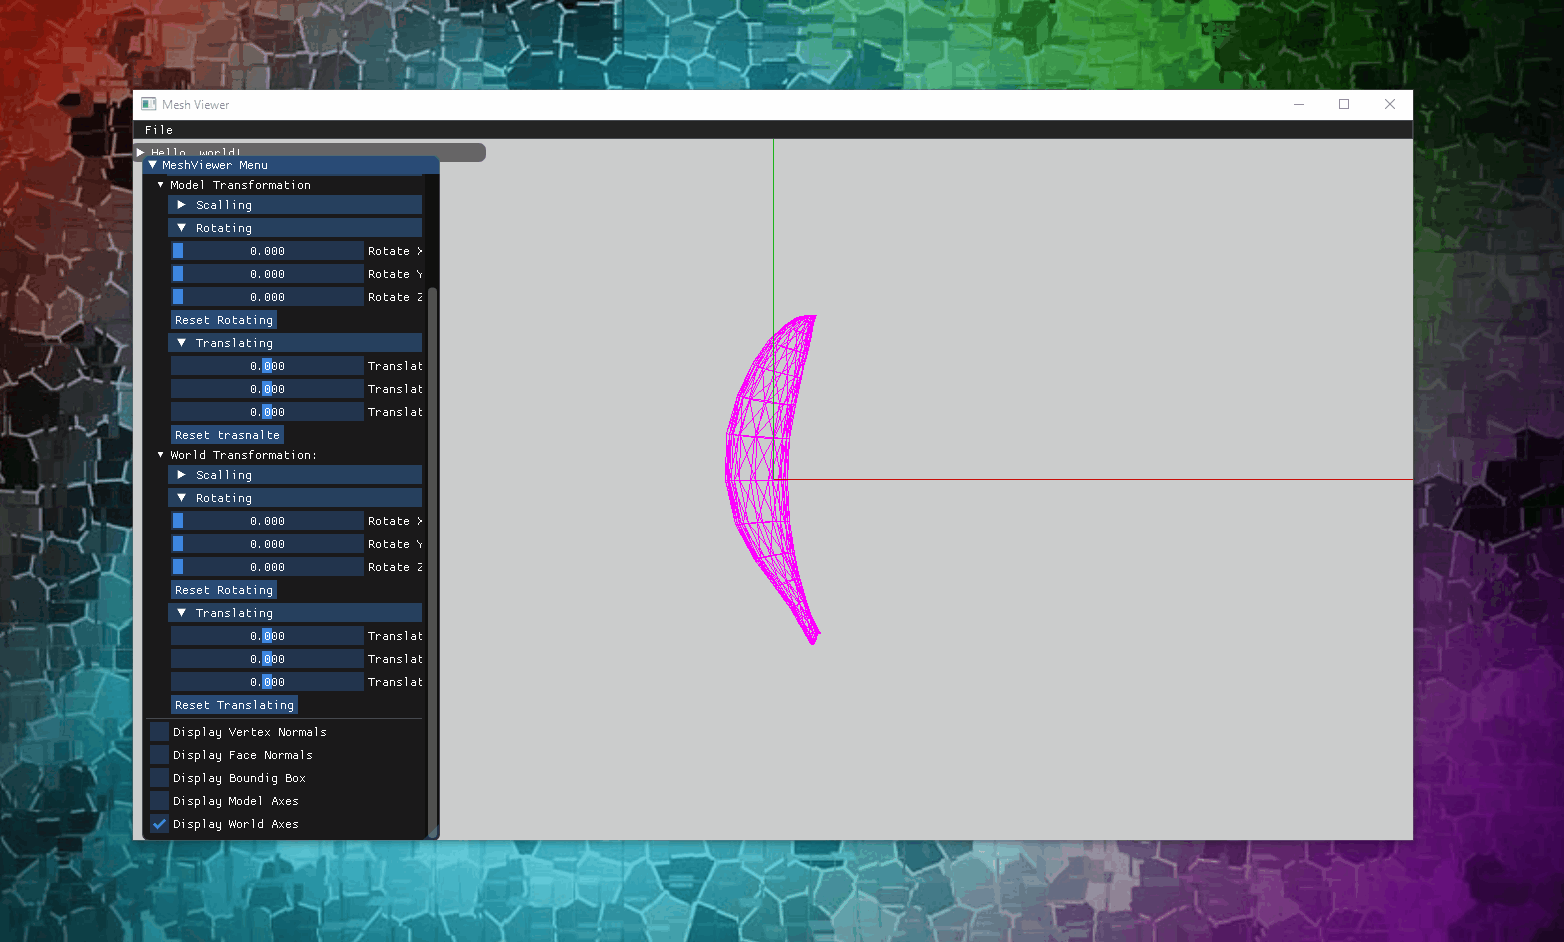 Mesh Viewer
File
Hello, world!
MeshViewer Menu
Model Transformation
Scalling
Rotating
0.000 Rotate X
0.000 Rotate Y
0.000 Rotate Z
Reset Rotating
Translating
0.000 Translat
0.000 Translat
0.000 Translat
Reset trasnalte
World Transformation:
Scalling
Rotating
0.000 Rotate X
0.000 Rotate Y
0.000 Rotate Z
Reset Rotating
Translating
0.000 Translat
0.000 Translat
0.000 Translat
Reset Translating
Display Vertex Normals
Display Face Normals
Display Boundig Box
Display Model Axes
Display World Axes